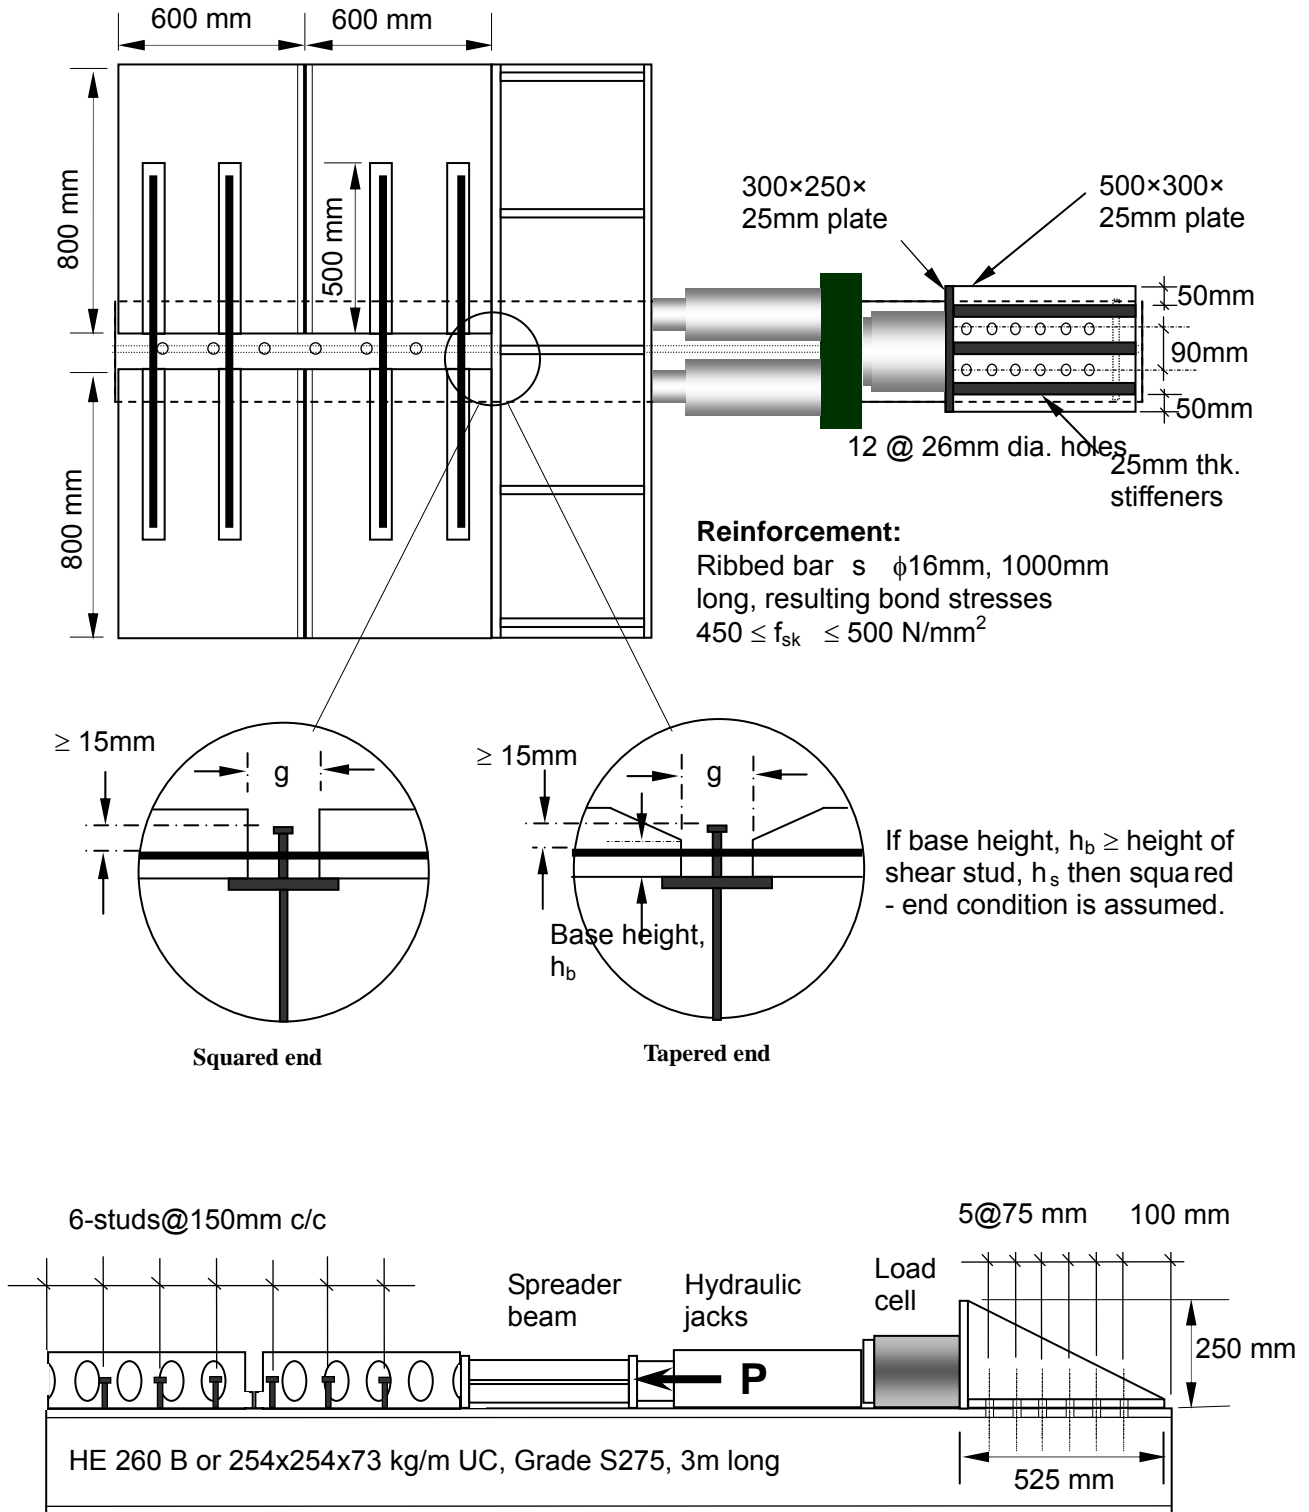 600 mm
600 mm
800 mm
500 mm
800 mm
300×250×
25mm plate
500×300×
25mm plate
50mm
90mm
50mm
12 @ 26mm dia. holes
25mm thk.
stiffeners
Reinforcement:
Ribbed bar s ϕ16mm, 1000mm
long, resulting bond stresses
450 ≤ fsk ≤ 500 N/mm2
≥ 15mm
g
≥ 15mm
g
Base height,
hb
If base height, hb ≥ height of
shear stud, hs then squa red
- end condition is assumed.
Squared end
Tapered end
6-studs@150mm c/c
5@75 mm
100 mm
Spreader
beam
Hydraulic
jacks
Load
cell
250 mm
P
HE 260 B or 254x254x73 kg/m UC, Grade S275, 3m long
525 mm